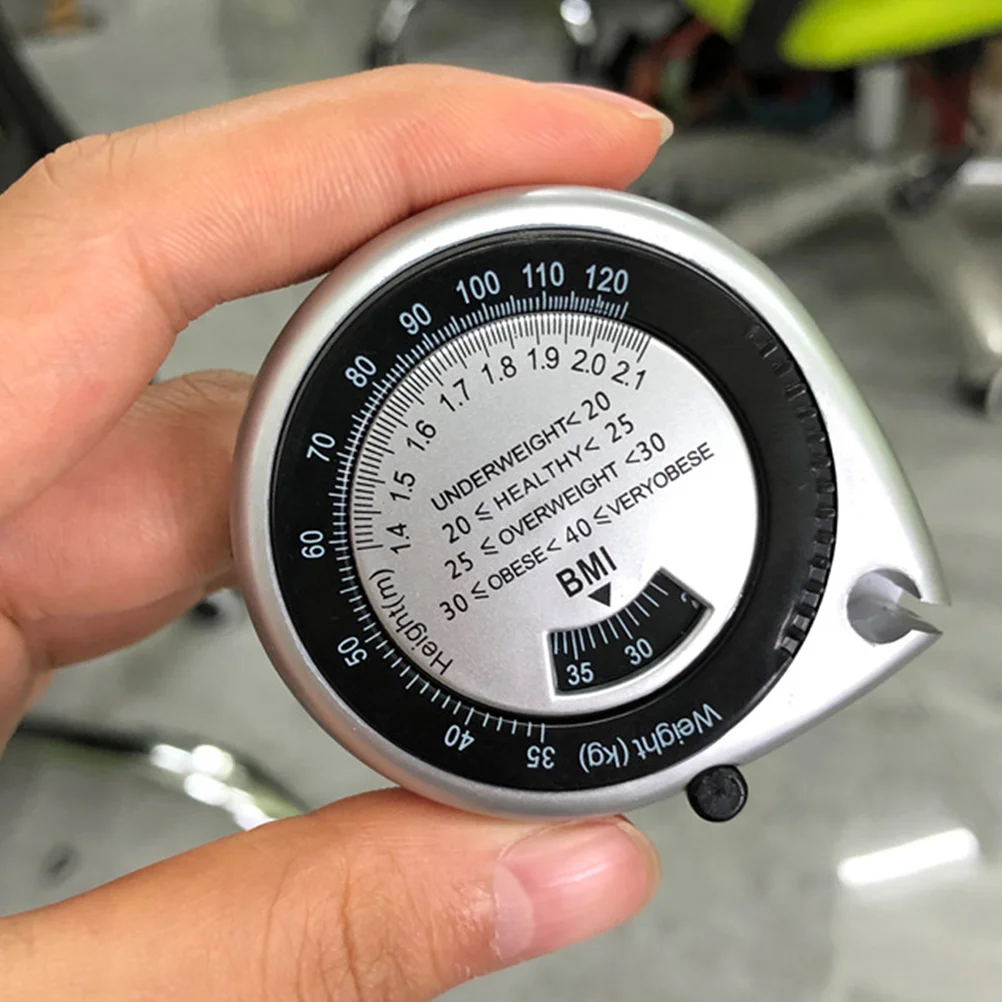 35 40 50 60 70 80 90 100 110 120
Weight (kg)
1.4 1.5 1.6 1.7 1.8 1.9 2.0 2.1
Height(m)
UNDERWEIGHT< 20
20 ≤ HEALTHY< 25
25 ≤ OVERWEIGHT <30
30 ≤OBESE< 40 ≤VERYOBESE
BMI
35 30